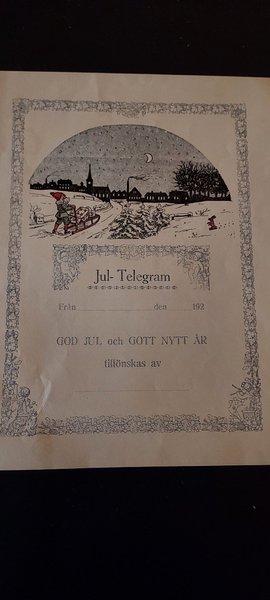 Jul- Telegram
Från den 192
GOD JUL och GOTT NYTT ÅR
tillönskas av